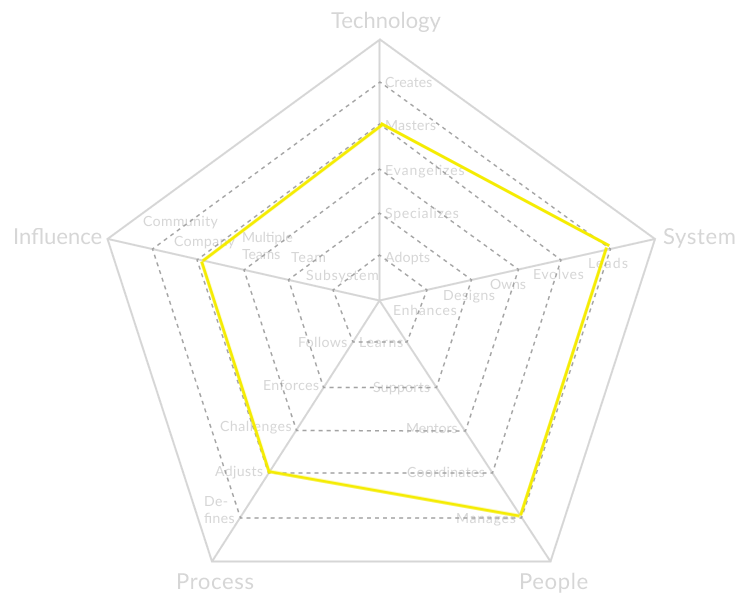 Technology
Creates
Masters
Evangelizes
Specializes
Adopts
Influence
Community
Company
Multiple
Teams
Team
Subsystem
System
Leads
Evolves
Owns
Designs
Enhances
Follows
Learns
Enforces
Supports
Challenges
Mentors
Adjusts
Coordinates
De-
fines
Manages
Process
People